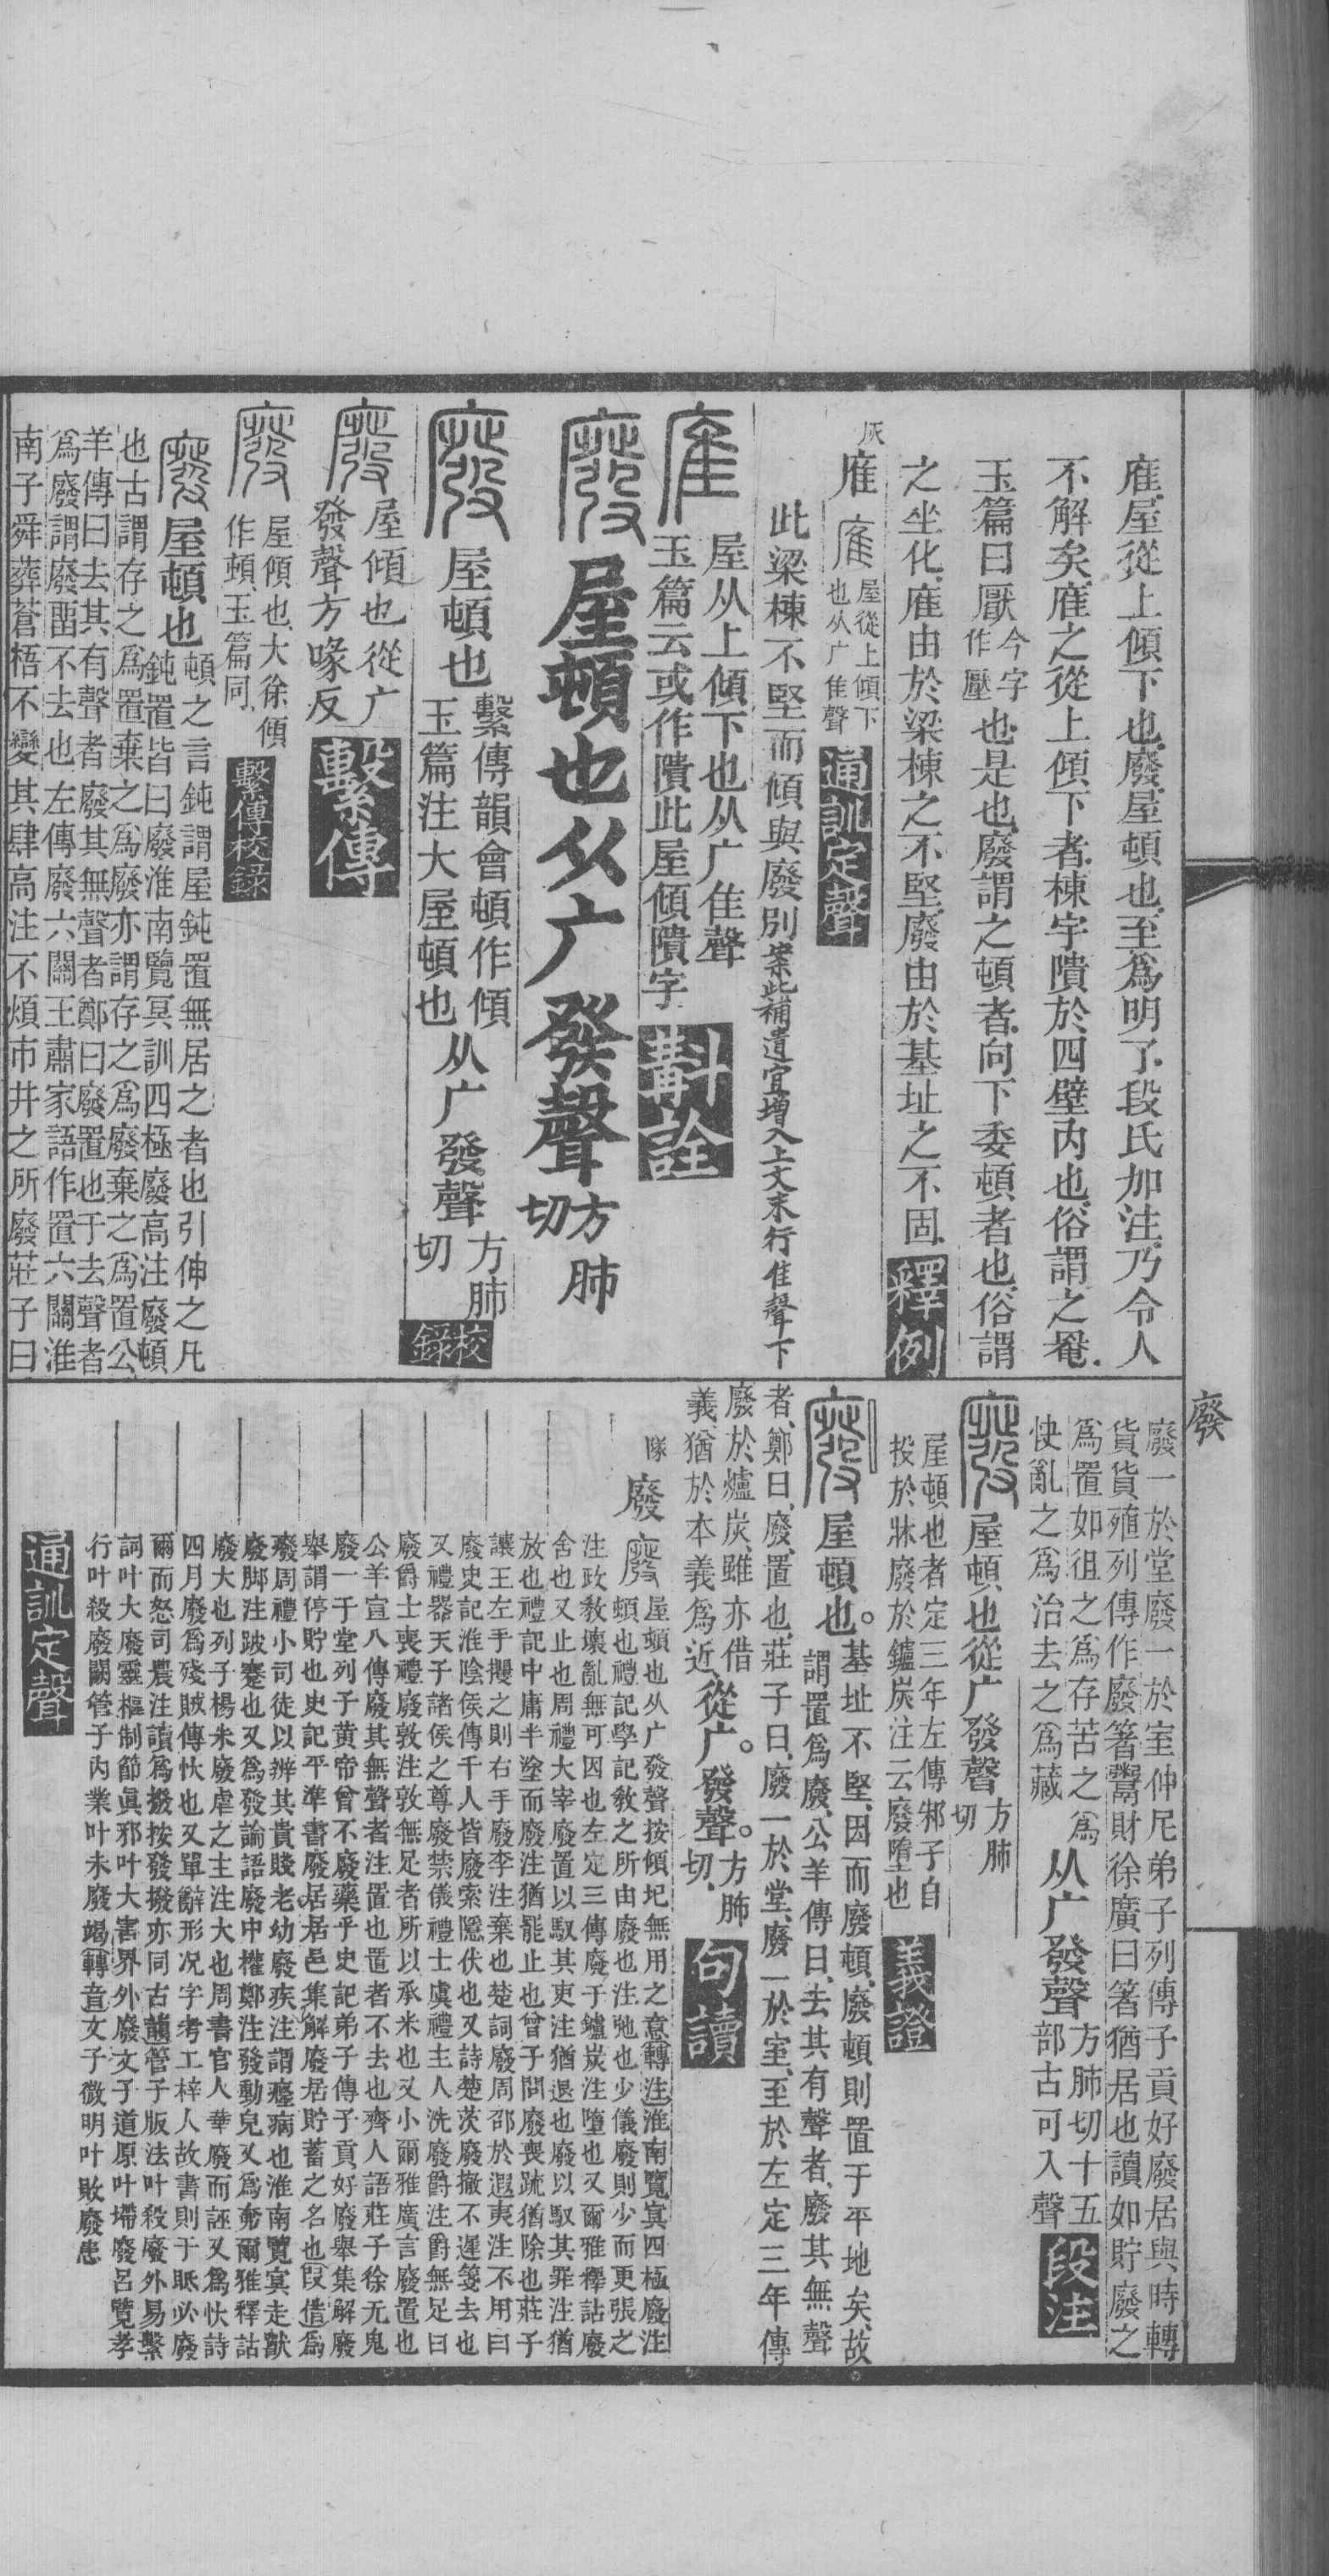 廢
䧹屋從上傾下也廢屋頓也至爲明了段氏加注乃令人
不解矣䧹之從上傾下者棟宇隤於四壁内也俗謂之罨
玉篇曰厭今字作壓也是也廢謂之頓者向下委頓者也俗謂
之坐化䧹由於梁棟之不堅廢由於基址之不固 釋例
灰 䧹 屋從上傾下也从广隹聲 通訓定聲
此梁棟不堅而傾與廢別案此補遺宜增入上文末行隹聲下
屋从上傾下也从广隹聲
玉篇云或作隤此屋傾隤字 斠詮
廢 屋頓也从广發聲方肺切
廢 屋頓也繫傳韻會頓作傾玉篇注大屋頓也从广發聲方肺切 校錄
廢 屋傾也從广發聲方喙反 繫傳
廢 屋傾也大徐傾作頓玉篇同 繫傳校録
廢 屋頓也頓之言鈍謂屋鈍置無居之者也引伸之凡
鈍置皆曰廢淮南覽冥訓四極廢高注廢頓
也古謂存之爲置棄之爲廢亦謂存之爲廢棄之爲置公
羊傳曰去其有聲者廢其無聲者鄭曰廢置也于去聲者
爲廢謂廢畱不去也左傳廢六關王肅家語作置六關淮
南子舜葬蒼梧不變其肆高注不煩市井之所廢莊子曰
廢一於堂廢一於室仲尼弟子列傳子貢好廢居與時轉
貨貨殖列傳作廢箸鬻財徐廣曰箸猶居也讀如貯廢之
爲置如徂之爲存苦之爲
快亂之爲治去之爲藏 从广發聲方肺切十五部古可入聲 段注
廢 屋頓也從广發聲方肺切
屋頓也者定三年左傳邾子自
投於牀廢於鑪炭注云廢墮也 義證
廢 屋頓也。基址不堅因而廢頓廢頓則置于平地矣故
謂置爲廢公羊傳曰去其有聲者廢其無聲
者鄭曰廢置也莊子曰廢一於堂廢一於室至於左定三年傳
廢於爐炭雖亦借
義猶於本義爲近 從广。發聲。方肺切 句讀
隊 廢 屋頓也从广發聲按傾圮無用之意轉注淮南覽冥四極廢注
頓也禮記學記敎之所由廢也注弛也少儀廢則少而更張之
注政敎壞亂無可因也左定三傳廢于鑪炭注墮也又爾雅釋詁廢
舍也又止也周禮大宰廢置以馭其吏注猶退也廢以馭其罪注猶
放也禮記中庸半塗而廢注猶罷止也曾子問廢喪疏猶除也莊子
讓王左手攫之則右手廢李注棄也楚詞廢周邵於遐夷注不用曰
廢史記淮陰侯傳千人皆廢索隱伏也又詩楚茨廢撤不遲箋去也
又禮器天子諸侯之尊廢禁儀禮士虞禮主人洗廢爵注爵無足曰
廢爵士喪禮廢敦注敦無足者所以承米也又小爾雅廣言廢置也
公羊宣八傳廢其無聲者注置也置者不去也齊人語莊子徐无鬼
廢一于堂列子黄帝曾不廢藥乎史記弟子傳子貢好廢舉集解廢
舉謂停貯也史記平準書廢居居邑集解廢居貯蓄之名也叚借爲
癈周禮小司徒以辨其貴賤老幼廢疾注謂癃病也淮南覽冥走獸
廢脚注跛蹇也又爲發論語廢中權鄭注發動皃又爲奔爾雅釋詁
廢大也列子楊朱廢虐之主注大也周書官人華廢而誣又爲忕詩
四月廢爲殘賊傳忕也又單辭形況字考工梓人故書則于眡必廢
爾而怒司農注讀爲撥按發撥亦同古韻管子版法叶殺廢外易繫
詞叶大廢靈樞制節眞邪叶大害界外廢文子道原叶墆廢呂覽孝
行叶殺廢闕管子内業叶末廢竭轉音文子微明叶敗廢患
通訓定聲